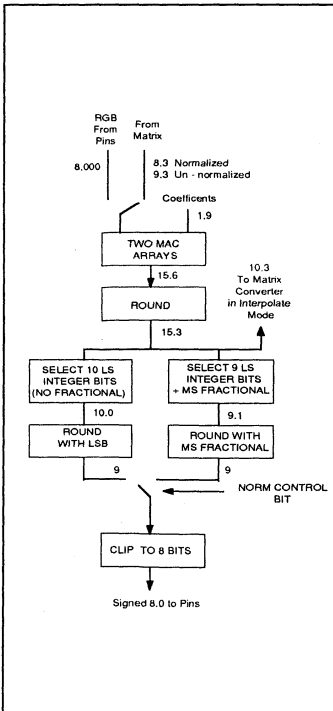 RGB
From
Pins
From
Matrix
8,000
8.3 Normalized
9.3 Un - normalized
Coefficents
1.9
TWO MAC
ARRAYS
15.6
10.3
To Matrix
Converter
in Interpolate
Mode
ROUND
15.3
SELECT 10 LS
INTEGER BITS
(NO FRACTIONAL)
SELECT 9 LS
INTEGER BITS
+ MS FRACTIONAL
10.0
9.1
ROUND
WITH LSB
ROUND WITH
MS FRACTIONAL
9
9
NORM CONTROL
BIT
CLIP TO 8 BITS
Signed 8.0 to Pins